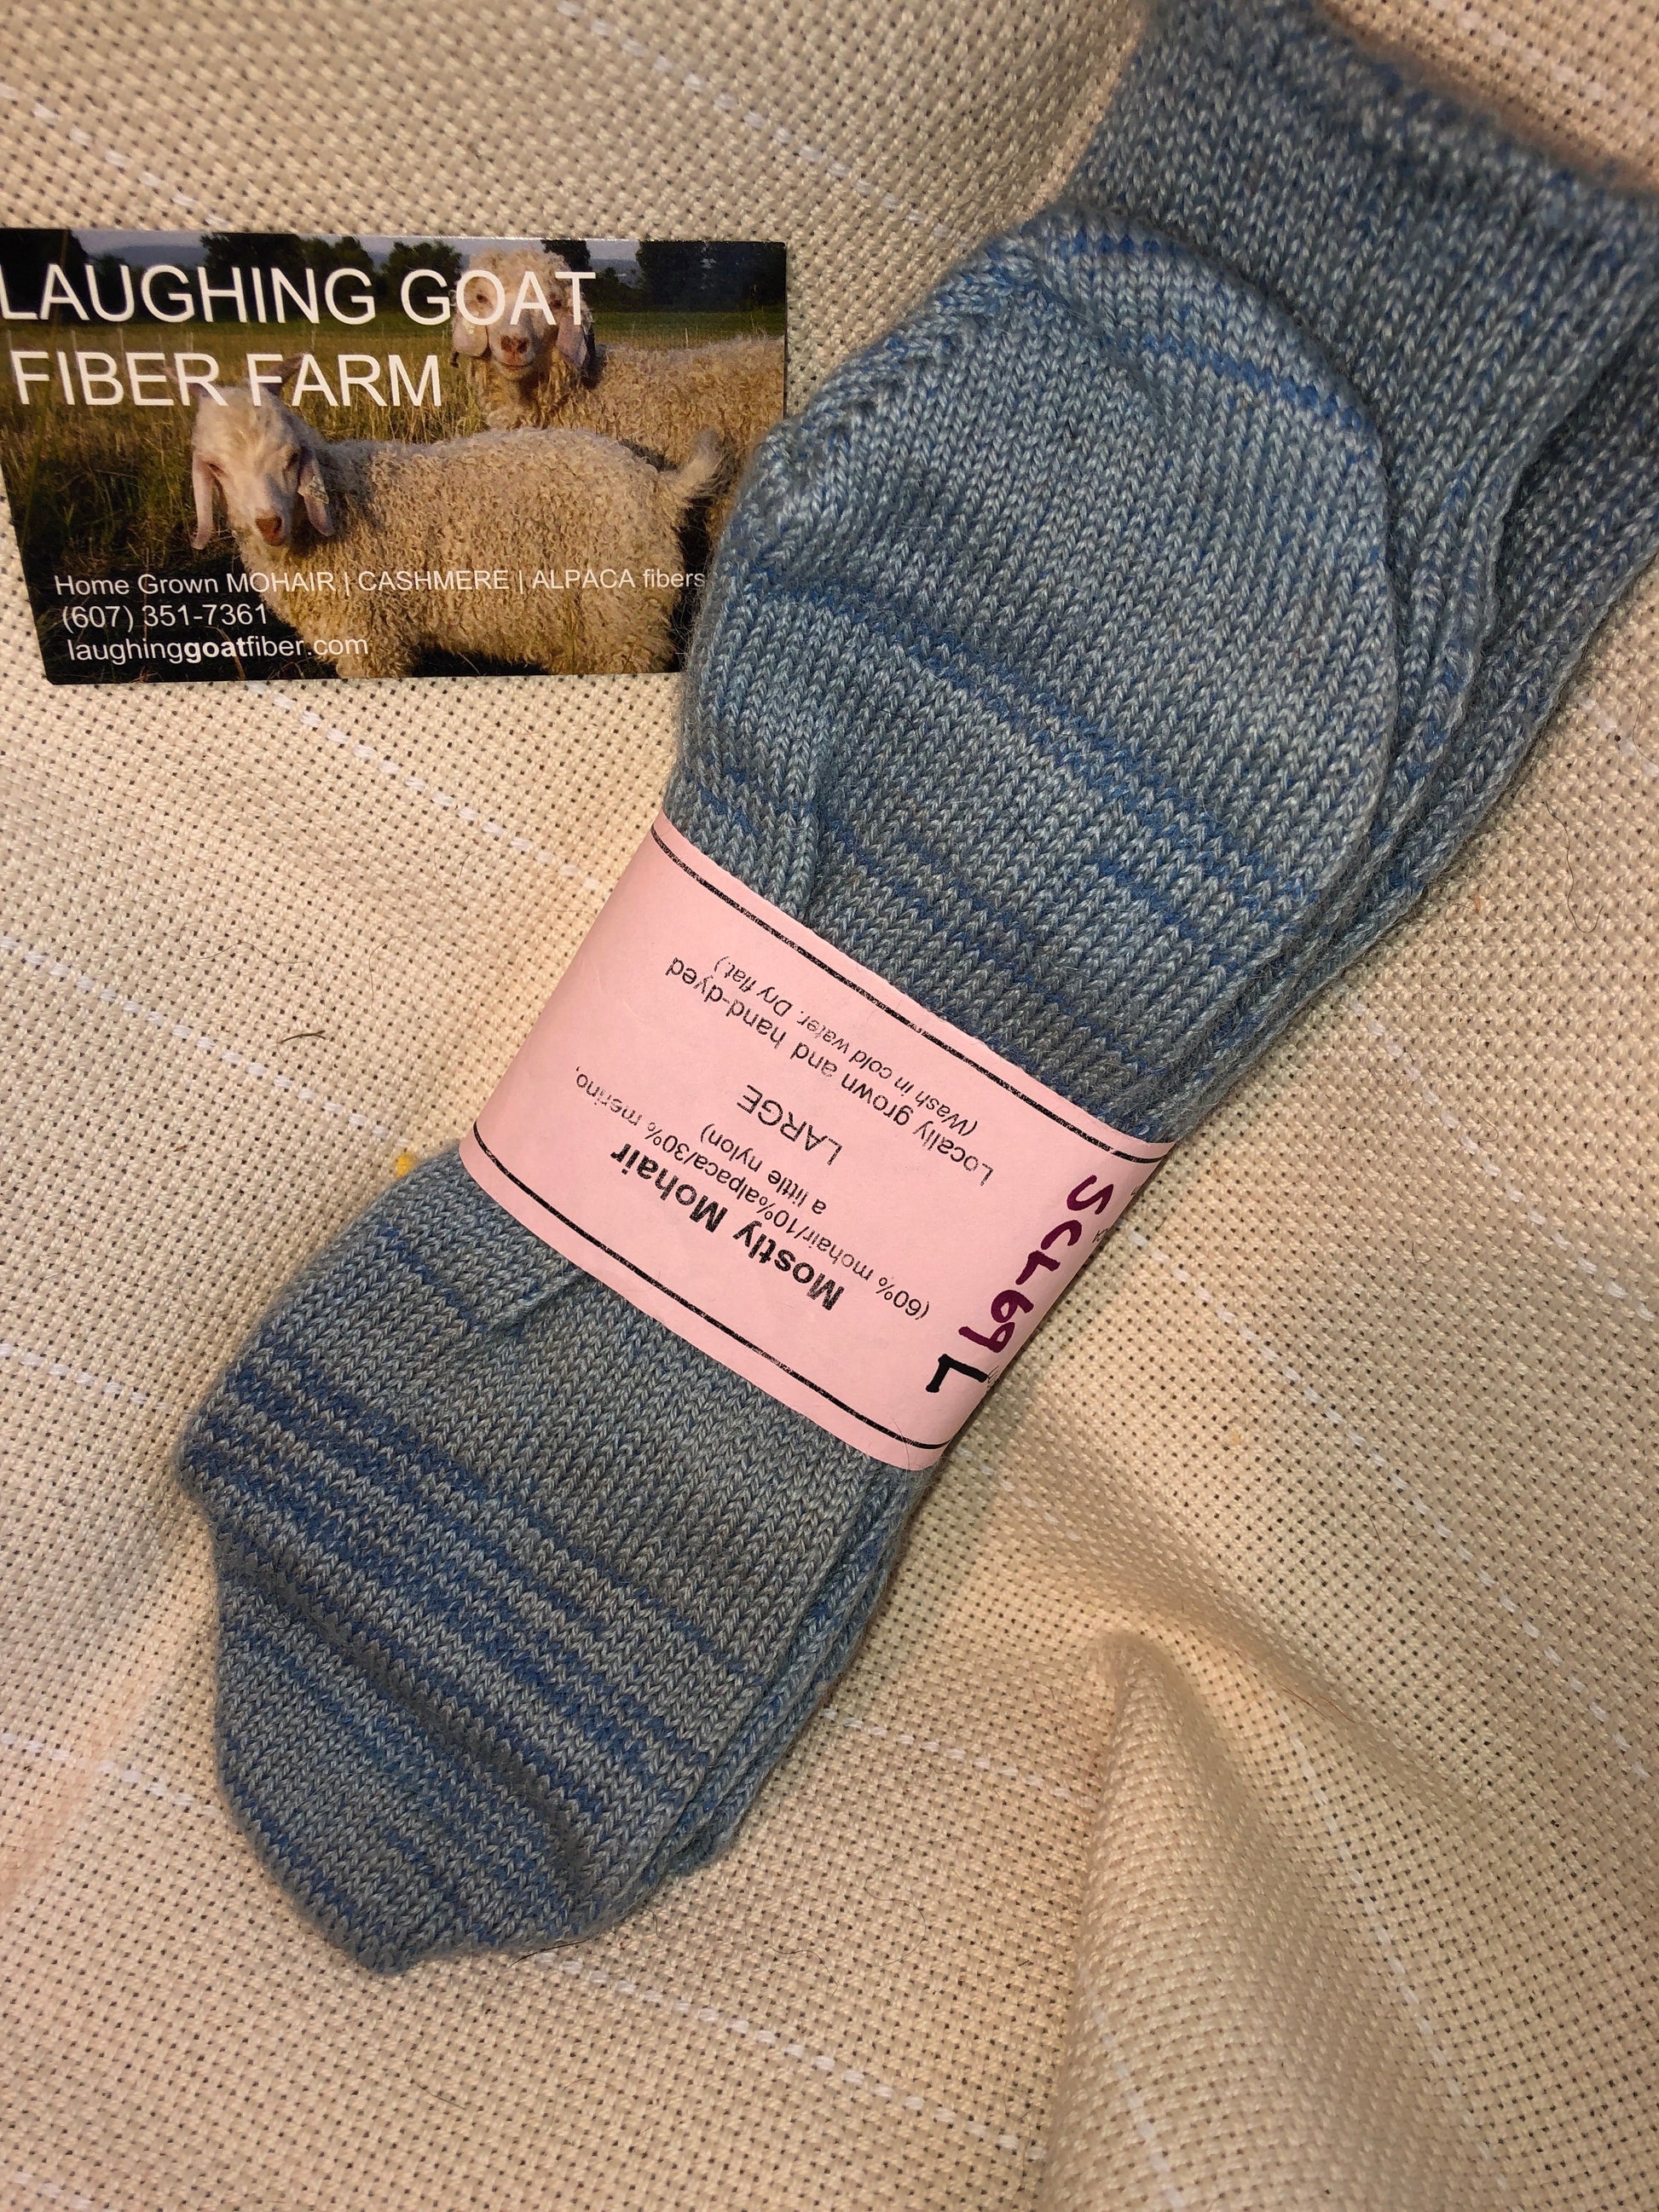 LAUGHING GOAT
FIBER FARM
Home Grown MOHAIR | CASHMERE | ALPACA fibers
(607) 351-7361
laughinggoatfiber.com
Mostly Mohair
(60% mohair/10%alpaca/30% merino,
a little nylon)
LARGE
Locally grown and hand-dyed
(Wash in cold water. Dry flat.)
L